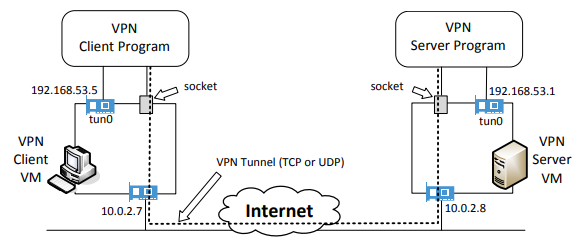 VPN
Client Program
VPN
Server Program
192.168.53.5
socket
socket
192.168.53.1
tun0
tun0
VPN
Client
VM
VPN Tunnel (TCP or UDP)
VPN
Server
VM
Internet
10.0.2.7
10.0.2.8